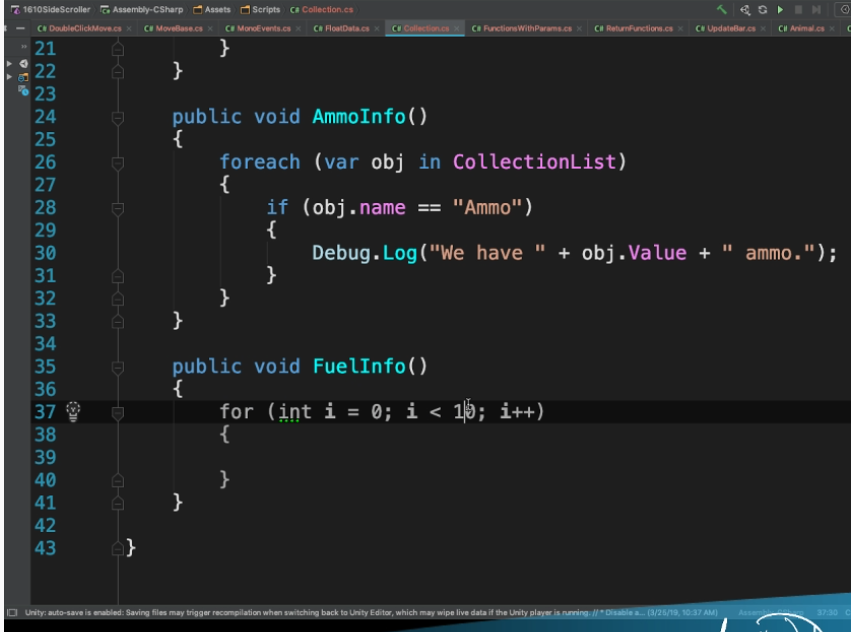 1610SideScroller Assembly-CSharp Assets Scripts C# Collection.cs
C# DoubleClickMove.cs × C# MoveBase.cs × C# MonoEvents.cs × C# FloatData.cs × C# Collection.cs × C# FunctionsWithParams.cs × C# ReturnFunctions.cs × C# UpdateBar.cs × C# Animal.cs ×
21 }
22 }
23
24 public void AmmoInfo()
25 {
26 foreach (var obj in CollectionList)
27 {
28 if (obj.name == "Ammo")
29 {
30 Debug.Log("We have " + obj.Value + " ammo.");
31 }
32 }
33 }
34
35 public void FuelInfo()
36 {
37 for (int i = 0; i < 10; i++)
38 {
39
40 }
41 }
42
43 }
Unity: auto-save is enabled: Saving files may trigger recompilation when switching back to Unity Editor, which may wipe live data if the Unity player is running. // * Disable a... (3/25/19, 10:37 AM) Assembly-CSharp 37:30